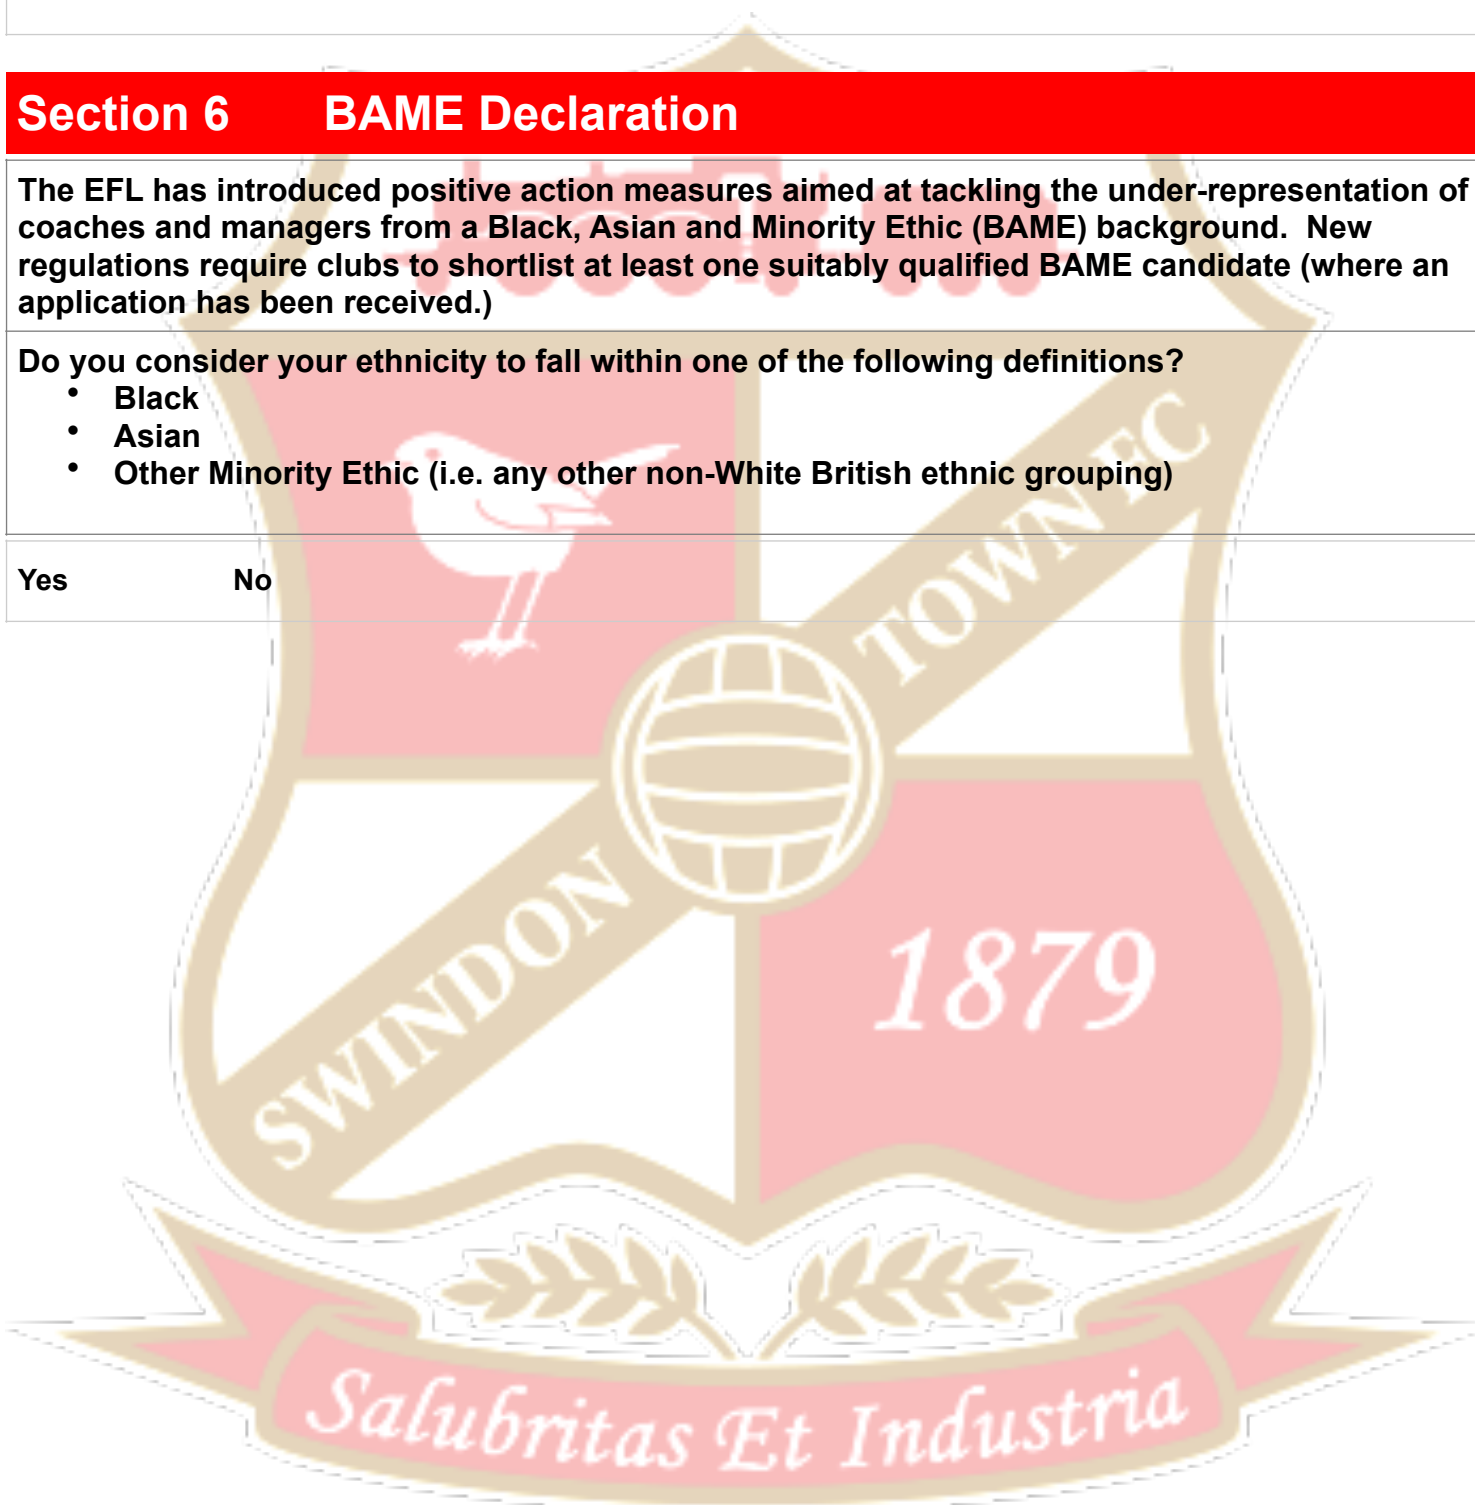 Section 6 BAME Declaration
The EFL has introduced positive action measures aimed at tackling the under-representation of
coaches and managers from a Black, Asian and Minority Ethic (BAME) background. New
regulations require clubs to shortlist at least one suitably qualified BAME candidate (where an
application has been received.)
Do you consider your ethnicity to fall within one of the following definitions?
• Black
• Asian
• Other Minority Ethic (i.e. any other non-White British ethnic grouping)
Yes No
SWINDON TOWN FC
1879
Salubritas Et Industria